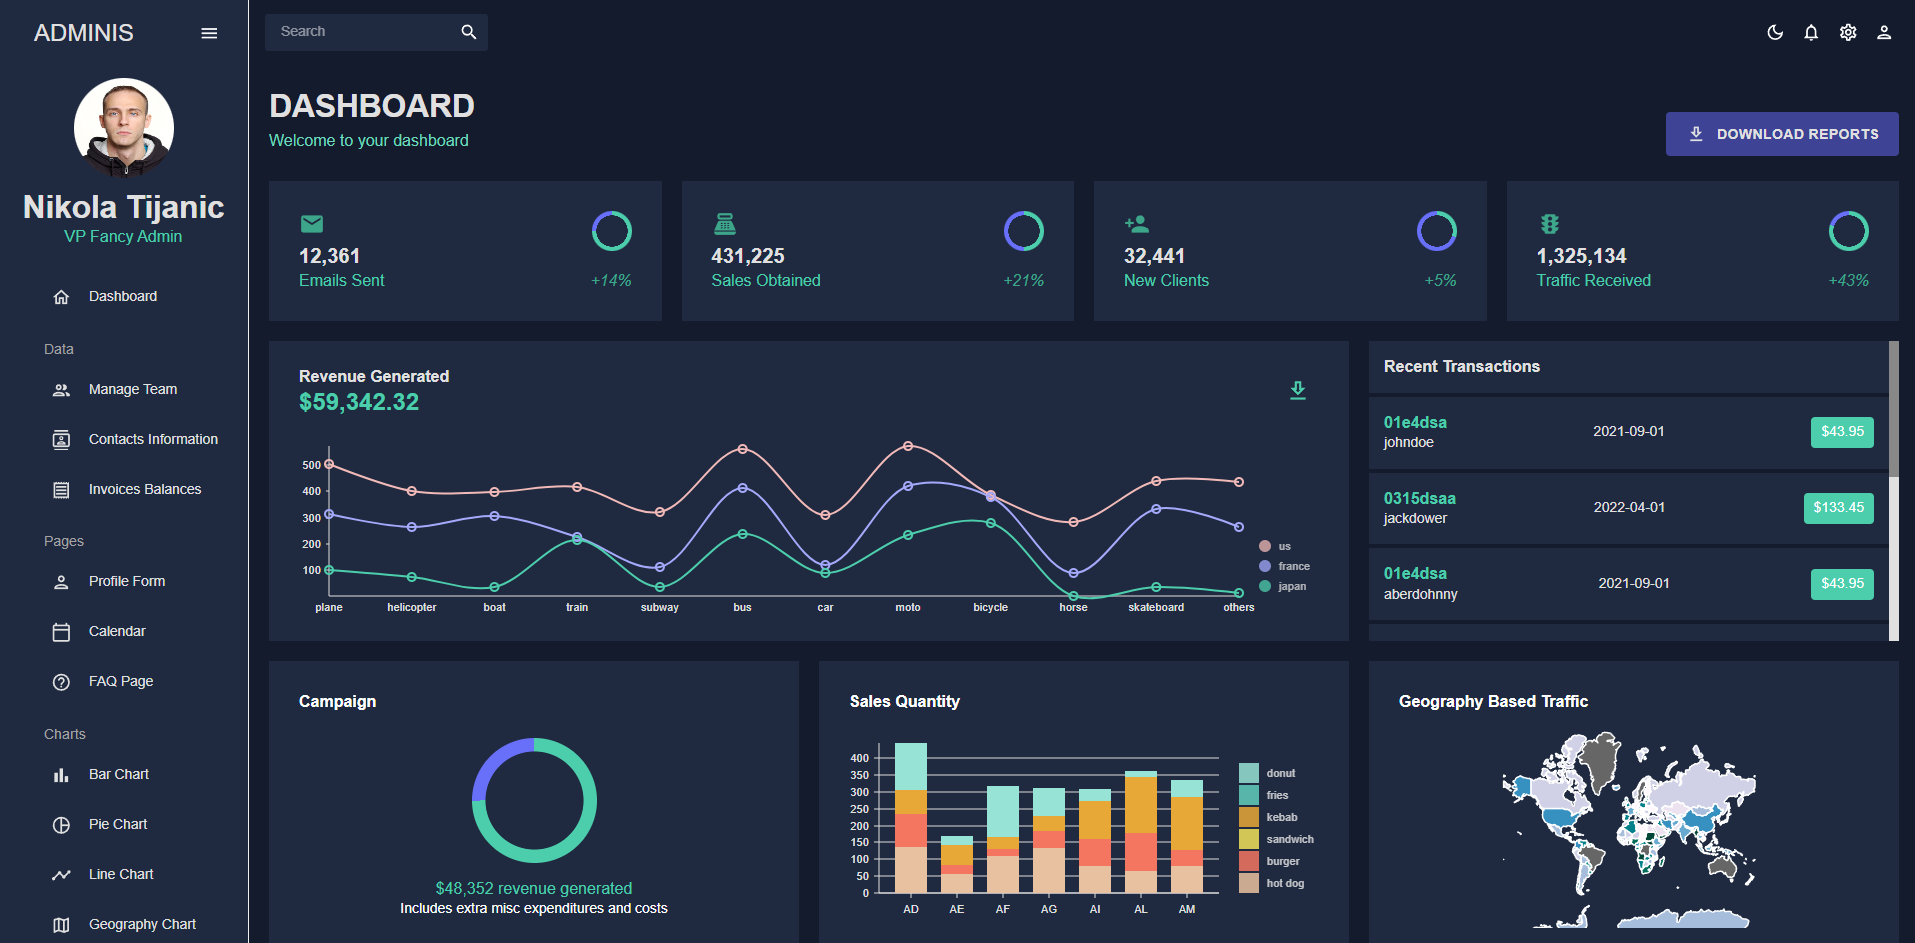 ADMINIS
Search
Nikola Tijanic
VP Fancy Admin
Dashboard
Data
Manage Team
Contacts Information
Invoices Balances
Pages
Profile Form
Calendar
FAQ Page
Charts
Bar Chart
Pie Chart
Line Chart
Geography Chart
DASHBOARD
Welcome to your dashboard
DOWNLOAD REPORTS
12,361
Emails Sent
+14%
431,225
Sales Obtained
+21%
32,441
New Clients
+5%
1,325,134
Traffic Received
+43%
Revenue Generated
$59,342.32
500
400
300
200
100
plane helicopter boat train subway bus car moto bicycle horse skateboard others
us
france
japan
Recent Transactions
01e4dsa
johndoe
2021-09-01
$43.95
0315dsaa
jackdower
2022-04-01
$133.45
01e4dsa
aberdohnny
2021-09-01
$43.95
Campaign
$48,352 revenue generated
Includes extra misc expenditures and costs
Sales Quantity
400
350
300
250
200
150
100
50
0
AD AE AF AG AI AL AM
donut
fries
kebab
sandwich
burger
hot dog
Geography Based Traffic